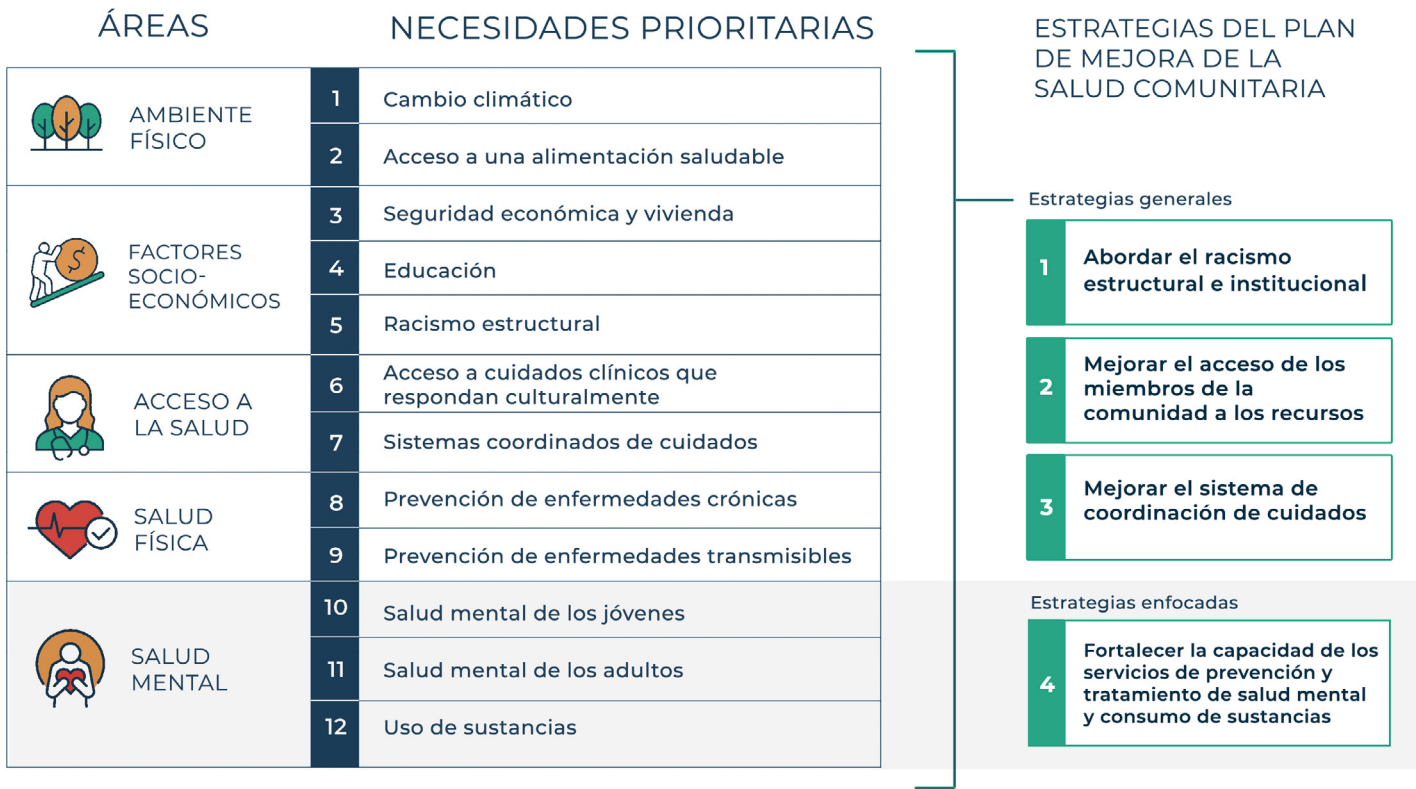 ÁREAS
NECESIDADES PRIORITARIAS
ESTRATEGIAS DEL PLAN
DE MEJORA DE LA
SALUD COMUNITARIA
AMBIENTE
FÍSICO
1 Cambio climático
2 Acceso a una alimentación saludable
FACTORES
SOCIO-
ECONÓMICOS
3 Seguridad económica y vivienda
4 Educación
5 Racismo estructural
ACCESO A
LA SALUD
6 Acceso a cuidados clínicos que
respondan culturalmente
7 Sistemas coordinados de cuidados
SALUD
FÍSICA
8 Prevención de enfermedades crónicas
9 Prevención de enfermedades transmisibles
SALUD
MENTAL
10 Salud mental de los jóvenes
11 Salud mental de los adultos
12 Uso de sustancias
Estrategias generales
1 Abordar el racismo
estructural e institucional
2 Mejorar el acceso de los
miembros de la
comunidad a los recursos
3 Mejorar el sistema de
coordinación de cuidados
Estrategias enfocadas
4 Fortalecer la capacidad de los
servicios de prevención y
tratamiento de salud mental
y consumo de sustancias